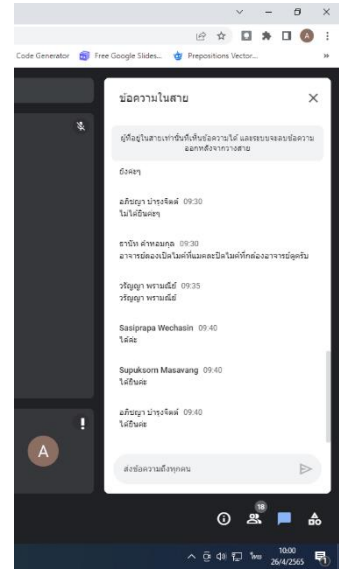 Code Generator
Free Google Slides...
Prepositions Vector...
A
ข้อความในสาย
ผู้ที่อยู่ในสายเท่านั้นที่เห็นข้อความได้ และระบบจะลบข้อความ
ออกหลังจากวางสาย
ยังค่ะๆ
อภิชญา บำรุงจิตต์ 09:30
ไม่ได้ยินค่ะๆ
ธานัท คำหอมกุล 09:30
อาจารย์ลองเปิดไมค์ที่แมคละปิดไมค์ที่กล้องอาจารย์ดูครับ
วรัญญา พรามณีย์ 09:35
วรัญญา พรามณีย์
Sasiprapa Wechasin 09:40
ได้ค่ะ
Supuksorn Masavang 09:40
ได้ยินค่ะ
อภิชญา บำรุงจิตต์ 09:40
ได้ยินค่ะ
A
ส่งข้อความถึงทุกคน
18
ไทย
10:00
26/4/2565